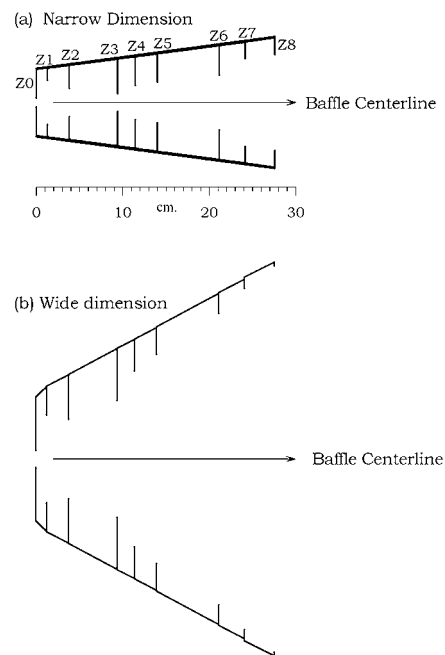 (a) Narrow Dimension
Z0 Z1 Z2 Z3 Z4 Z5 Z6 Z7 Z8
Baffle Centerline
0 10 cm. 20 30
(b) Wide dimension
Baffle Centerline